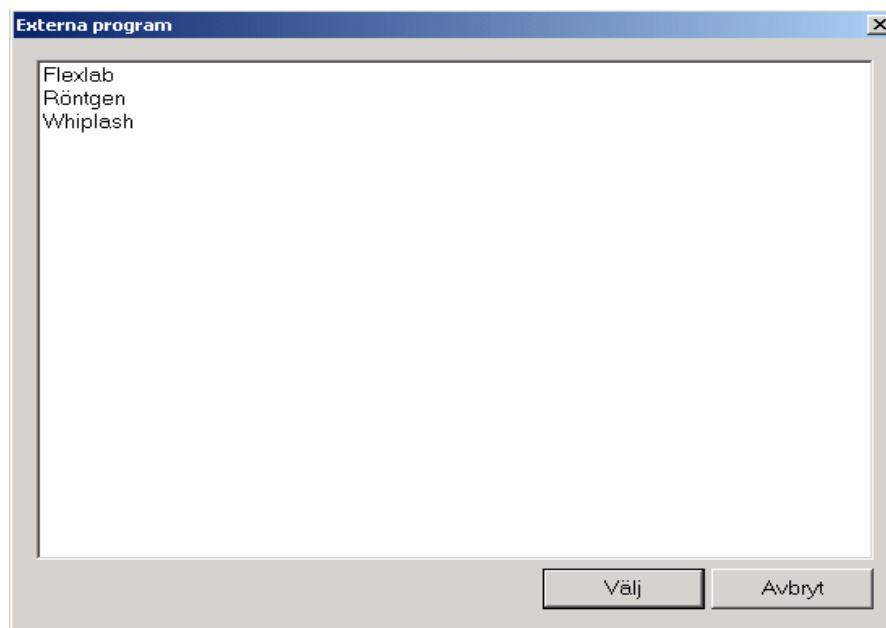 Externa program
Flexlab
Röntgen
Whiplash
Välj
Avbryt